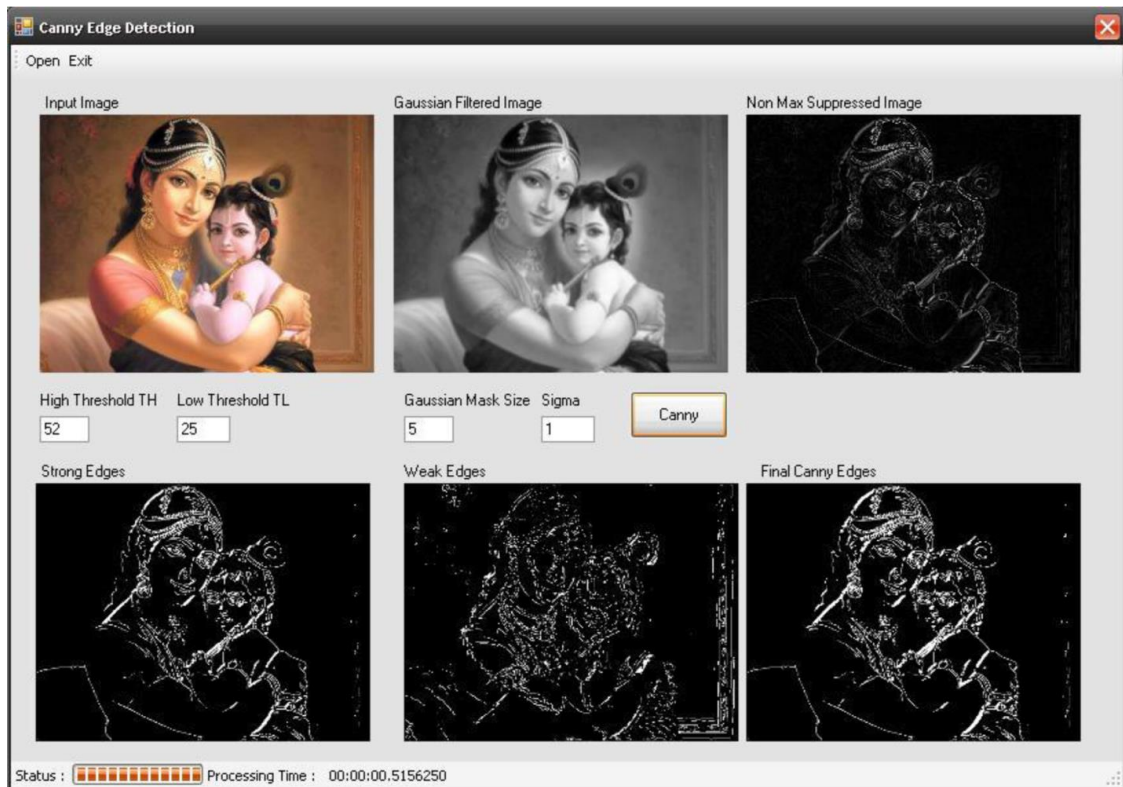 Canny Edge Detection
Open Exit
Input Image
Gaussian Filtered Image
Non Max Suppressed Image
High Threshold TH
Low Threshold TL
Gaussian Mask Size
Sigma
52
25
5
1
Canny
Strong Edges
Weak Edges
Final Canny Edges
Status : Processing Time : 00:00:00.5156250